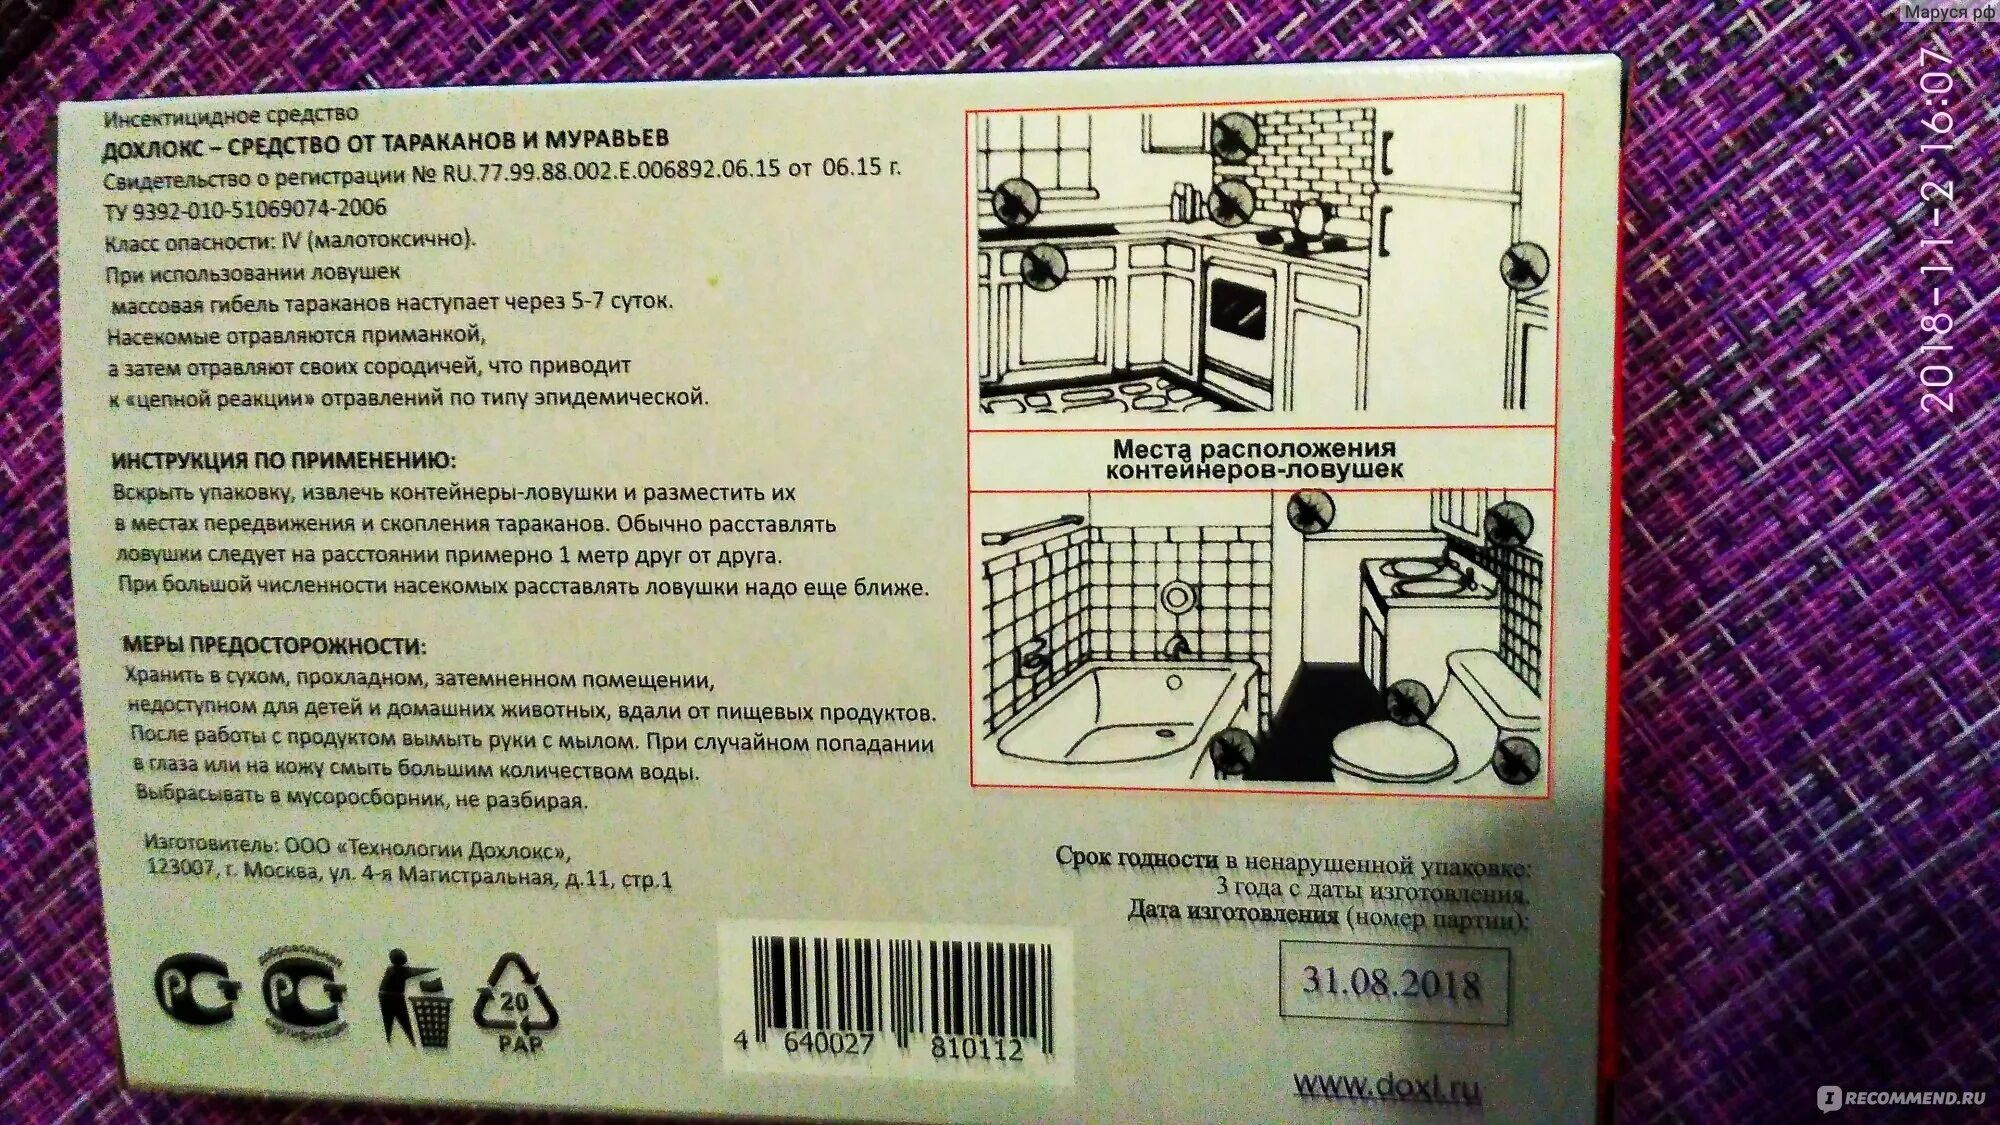 Маруся рф
2018-11-2 16:07
Инсектицидное средство
ДОХЛОКС – СРЕДСТВО ОТ ТАРАКАНОВ И МУРАВЬЕВ
Свидетельство о регистрации № RU.77.99.88.002.Е.006892.06.15 от 06.15 г.
ТУ 9392-010-51069074-2006
Класс опасности: IV (малотоксично).
При использовании ловушек
массовая гибель тараканов наступает через 5-7 суток.
Насекомые отравляются приманкой,
а затем отравляют своих сородичей, что приводит
к «цепной реакции» отравлений по типу эпидемической.
ИНСТРУКЦИЯ ПО ПРИМЕНЕНИЮ:
Вскрыть упаковку, извлечь контейнеры-ловушки и разместить их
в местах передвижения и скопления тараканов. Обычно расставлять
ловушки следует на расстоянии примерно 1 метр друг от друга.
При большой численности насекомых расставлять ловушки надо еще ближе.
МЕРЫ ПРЕДОСТОРОЖНОСТИ:
Хранить в сухом, прохладном, затемненном помещении,
недоступном для детей и домашних животных, вдали от пищевых продуктов.
После работы с продуктом вымыть руки с мылом. При случайном попадании
в глаза или на кожу смыть большим количеством воды.
Выбрасывать в мусоросборник, не разбирая.
Изготовитель: ООО «Технологии Дохлокс»,
123007, г. Москва, ул. 4-я Магистральная, д.11, стр.1
Места расположения
контейнеров-ловушек
Срок годности в ненарушенной упаковке:
3 года с даты изготовления.
Дата изготовления (номер партии):
31.08.2018
www.doxl.ru
добровольная
20
PAP
4 640027 810112
IRECOMMEND.RU